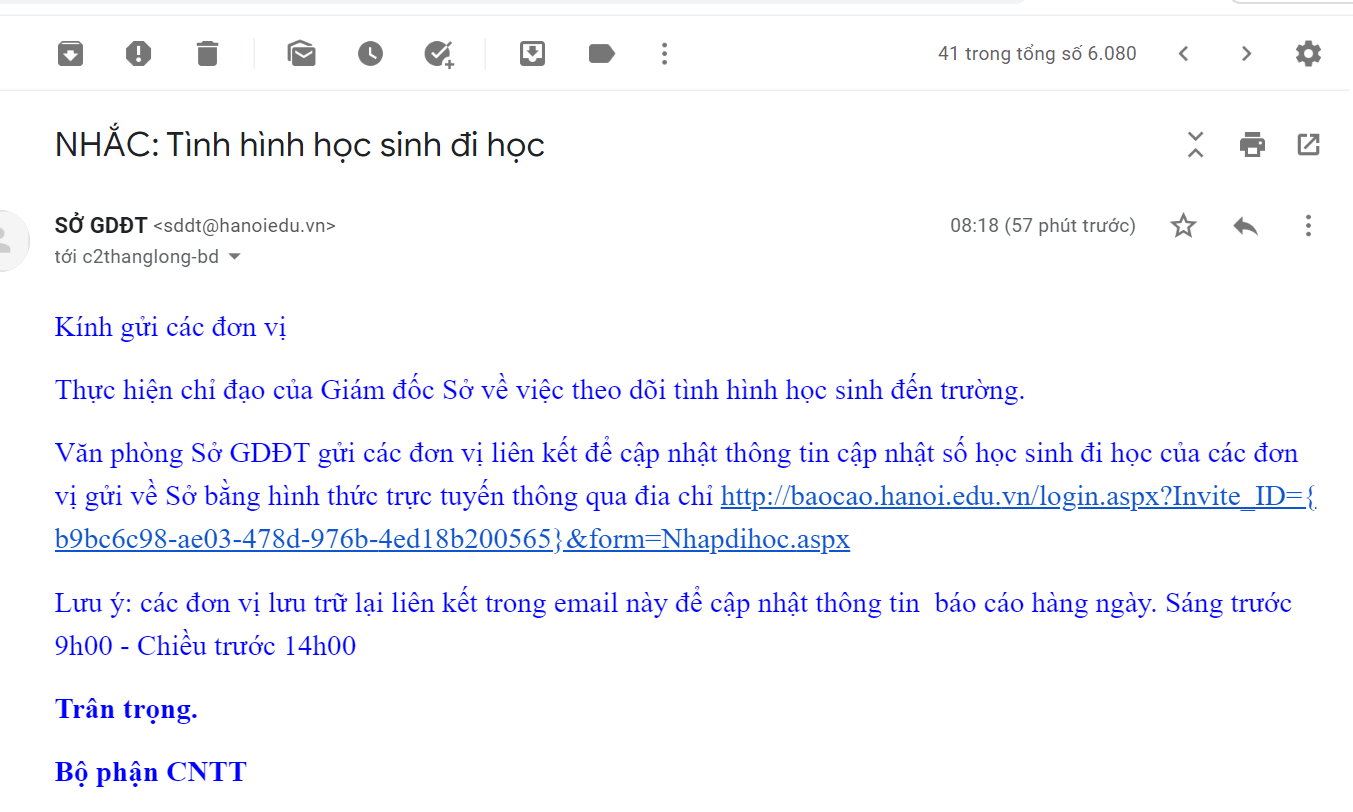 41 trong tổng số 6.080
NHẮC: Tình hình học sinh đi học
SỞ GDĐT <sddt@hanoiedu.vn>
08:18 (57 phút trước)
tới c2thanglong-bd
Kính gửi các đơn vị
Thực hiện chỉ đạo của Giám đốc Sở về việc theo dõi tình hình học sinh đến trường.
Văn phòng Sở GDĐT gửi các đơn vị liên kết để cập nhật thông tin cập nhật số học sinh đi học của các đơn
vị gửi về Sở bằng hình thức trực tuyến thông qua đia chỉ http://baocao.hanoi.edu.vn/login.aspx?Invite_ID={
b9bc6c98-ae03-478d-976b-4ed18b200565}&form=Nhapdihoc.aspx
Lưu ý: các đơn vị lưu trữ lại liên kết trong email này để cập nhật thông tin  báo cáo hàng ngày. Sáng trước
9h00 - Chiều trước 14h00
Trân trọng.
Bộ phận CNTT